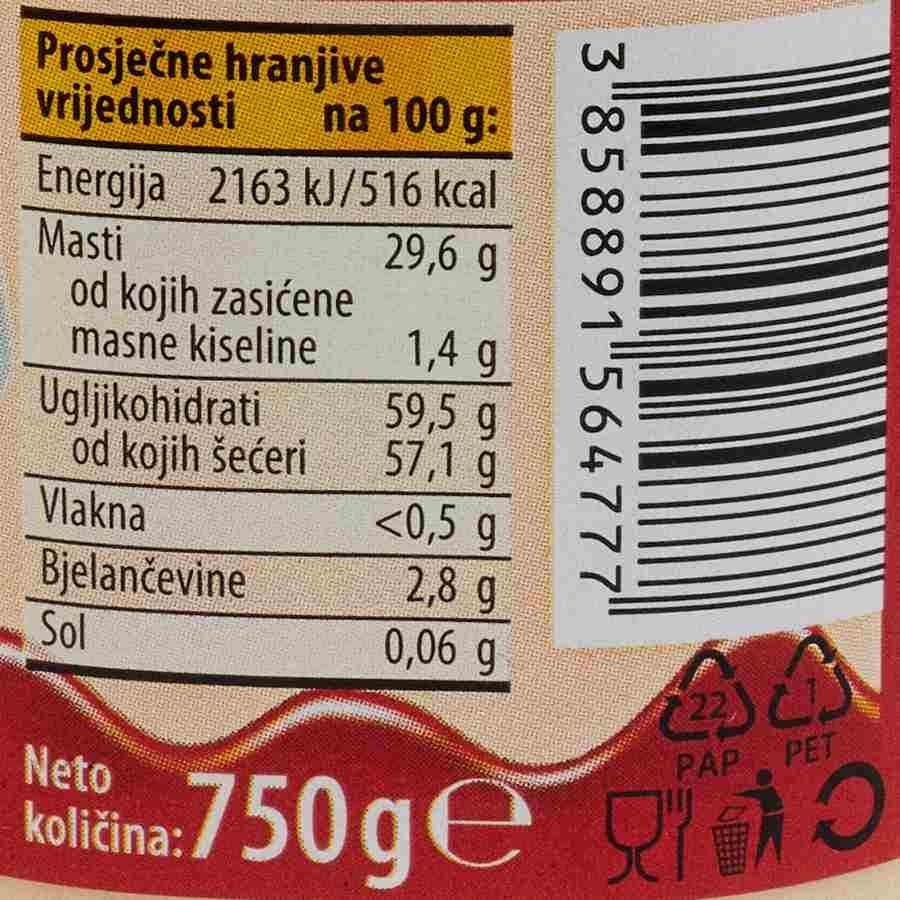 Prosječne hranjive
vrijednosti na 100 g:
Energija 2163 kJ/516 kcal
Masti 29,6 g
od kojih zasićene
masne kiseline 1,4 g
Ugljikohidrati 59,5 g
od kojih šećeri 57,1 g
Vlakna <0,5 g
Bjelančevine 2,8 g
Sol 0,06 g
3 858891 564777
22 1
PAP PET
Neto
količina: 750 g e